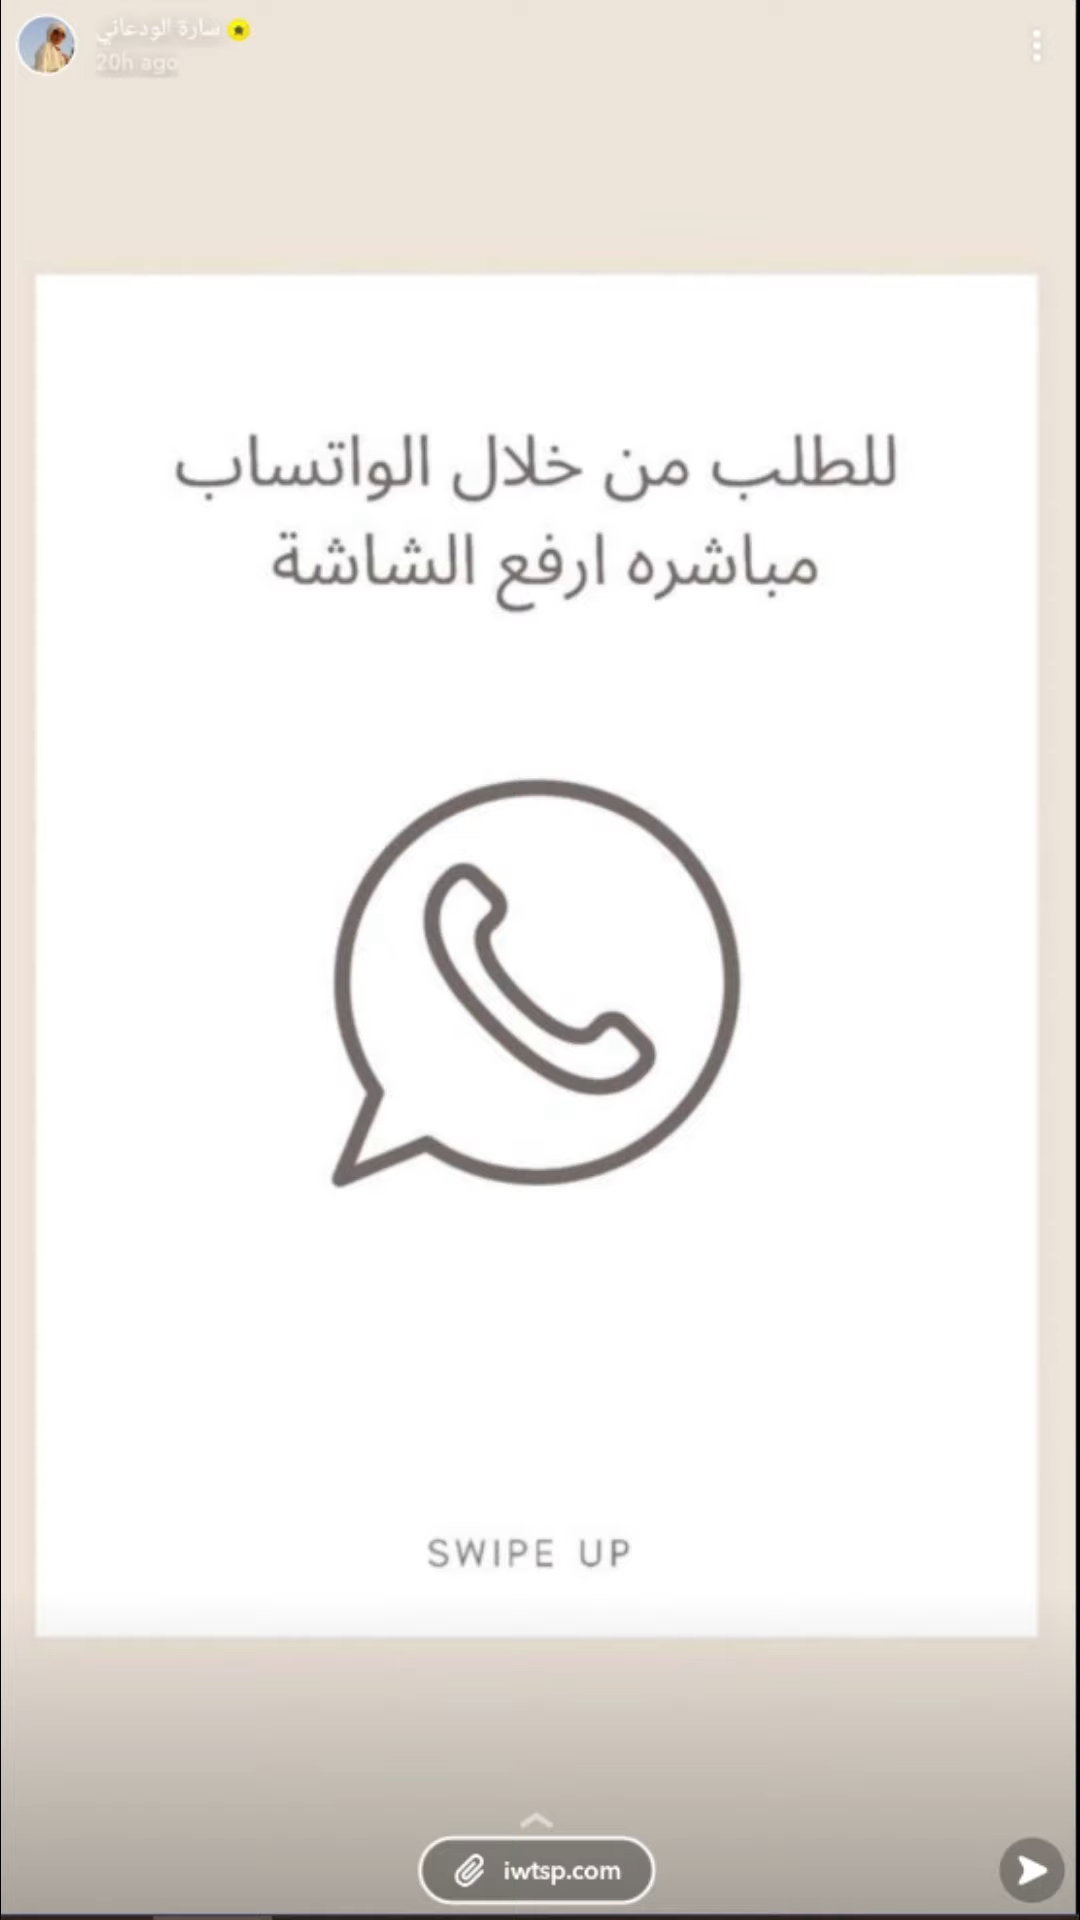 سارة الودعاني
20h ago
للطلب من خلال الواتساب
مباشره ارفع الشاشة
SWIPE UP
iwtsp.com